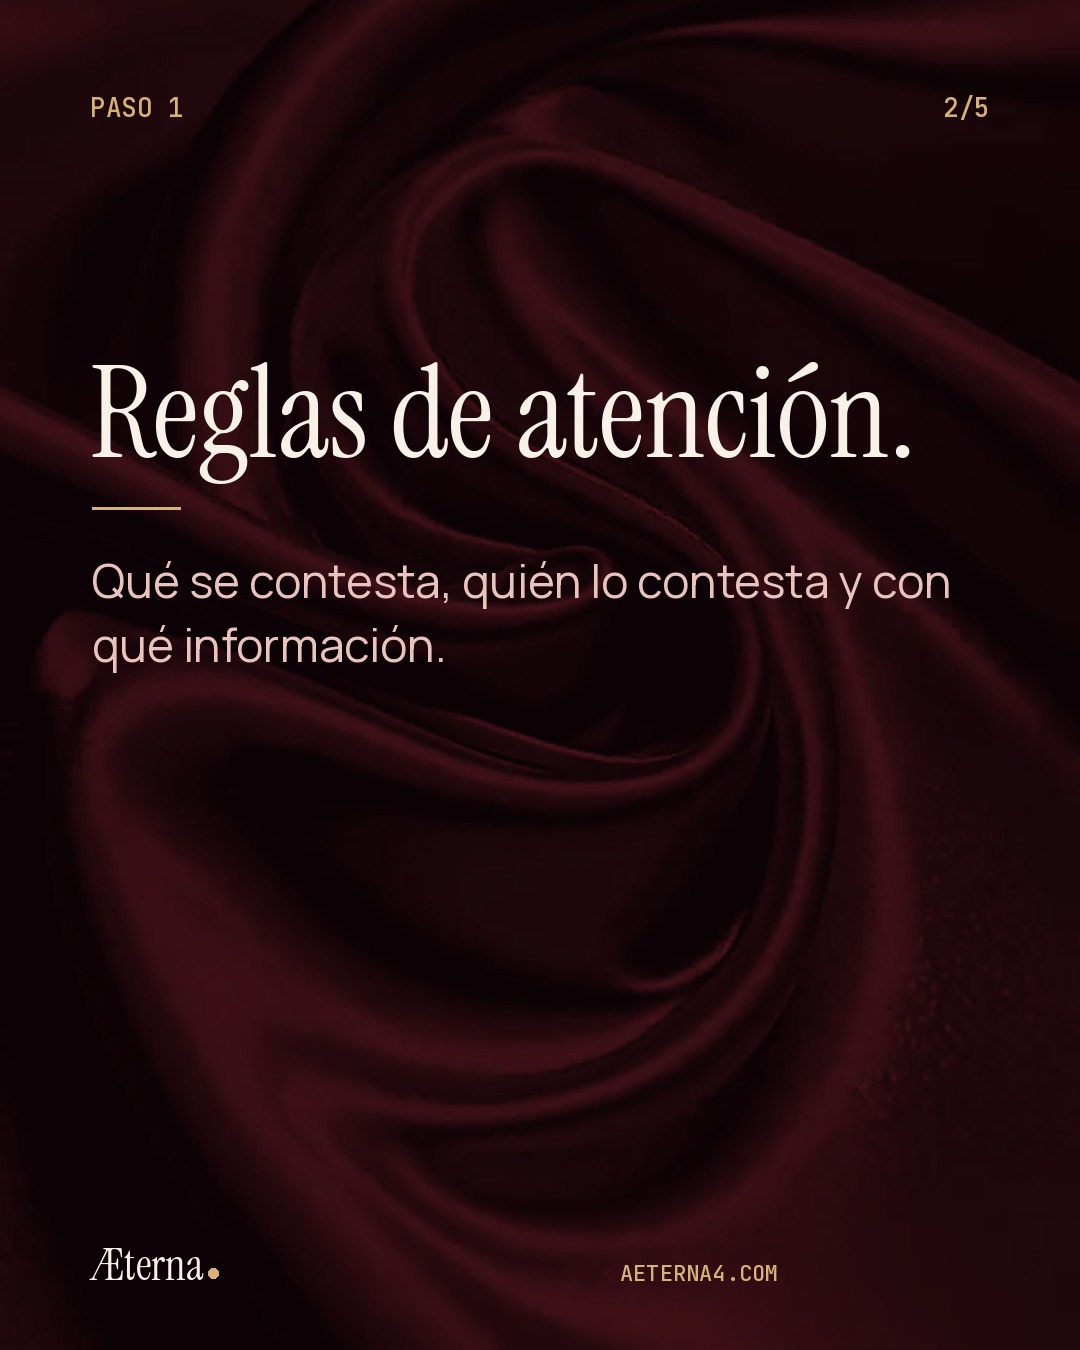 PASO 1
2/5
Reglas de atención.
Qué se contesta, quién lo contesta y con
qué información.
Æterna.
AETERNA4.COM